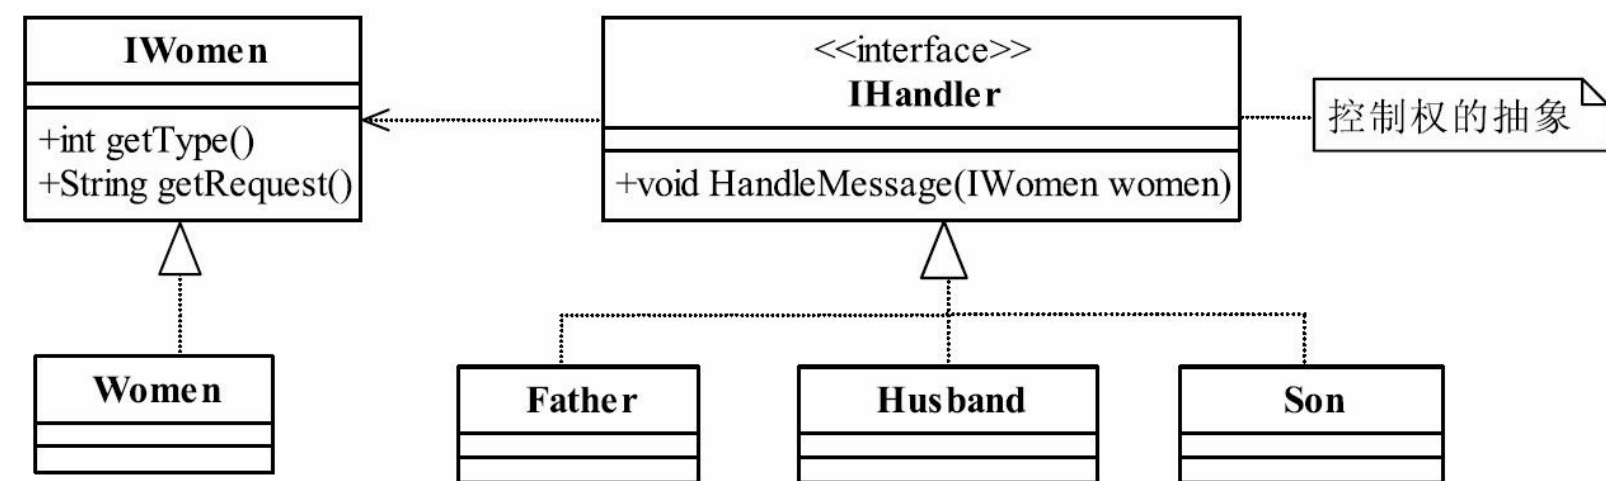 IWomen
+int getType()
+String getRequest()
<<interface>>
IHandler
+void HandleMessage(IWomen women)
控制权的抽象
Women
Father
Husband
Son